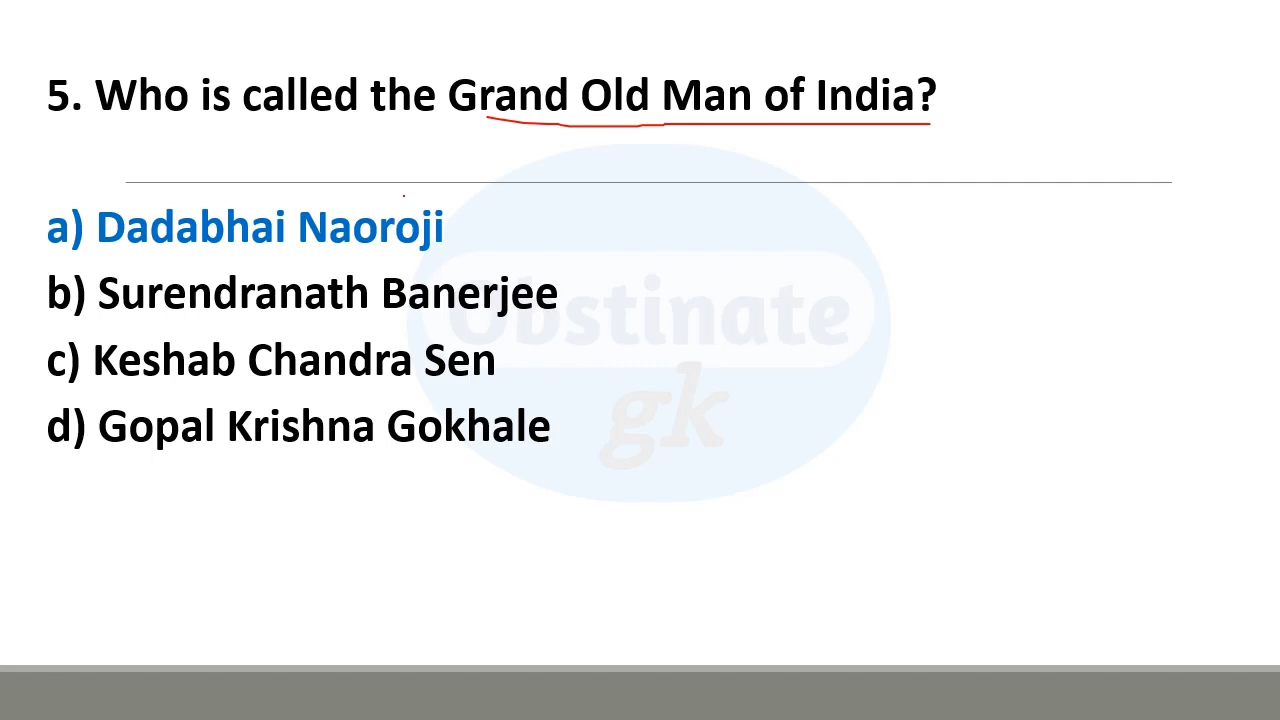 5. Who is called the Grand Old Man of India?
a) Dadabhai Naoroji
b) Surendranath Banerjee
c) Keshab Chandra Sen
d) Gopal Krishna Gokhale
Obstinate
gk